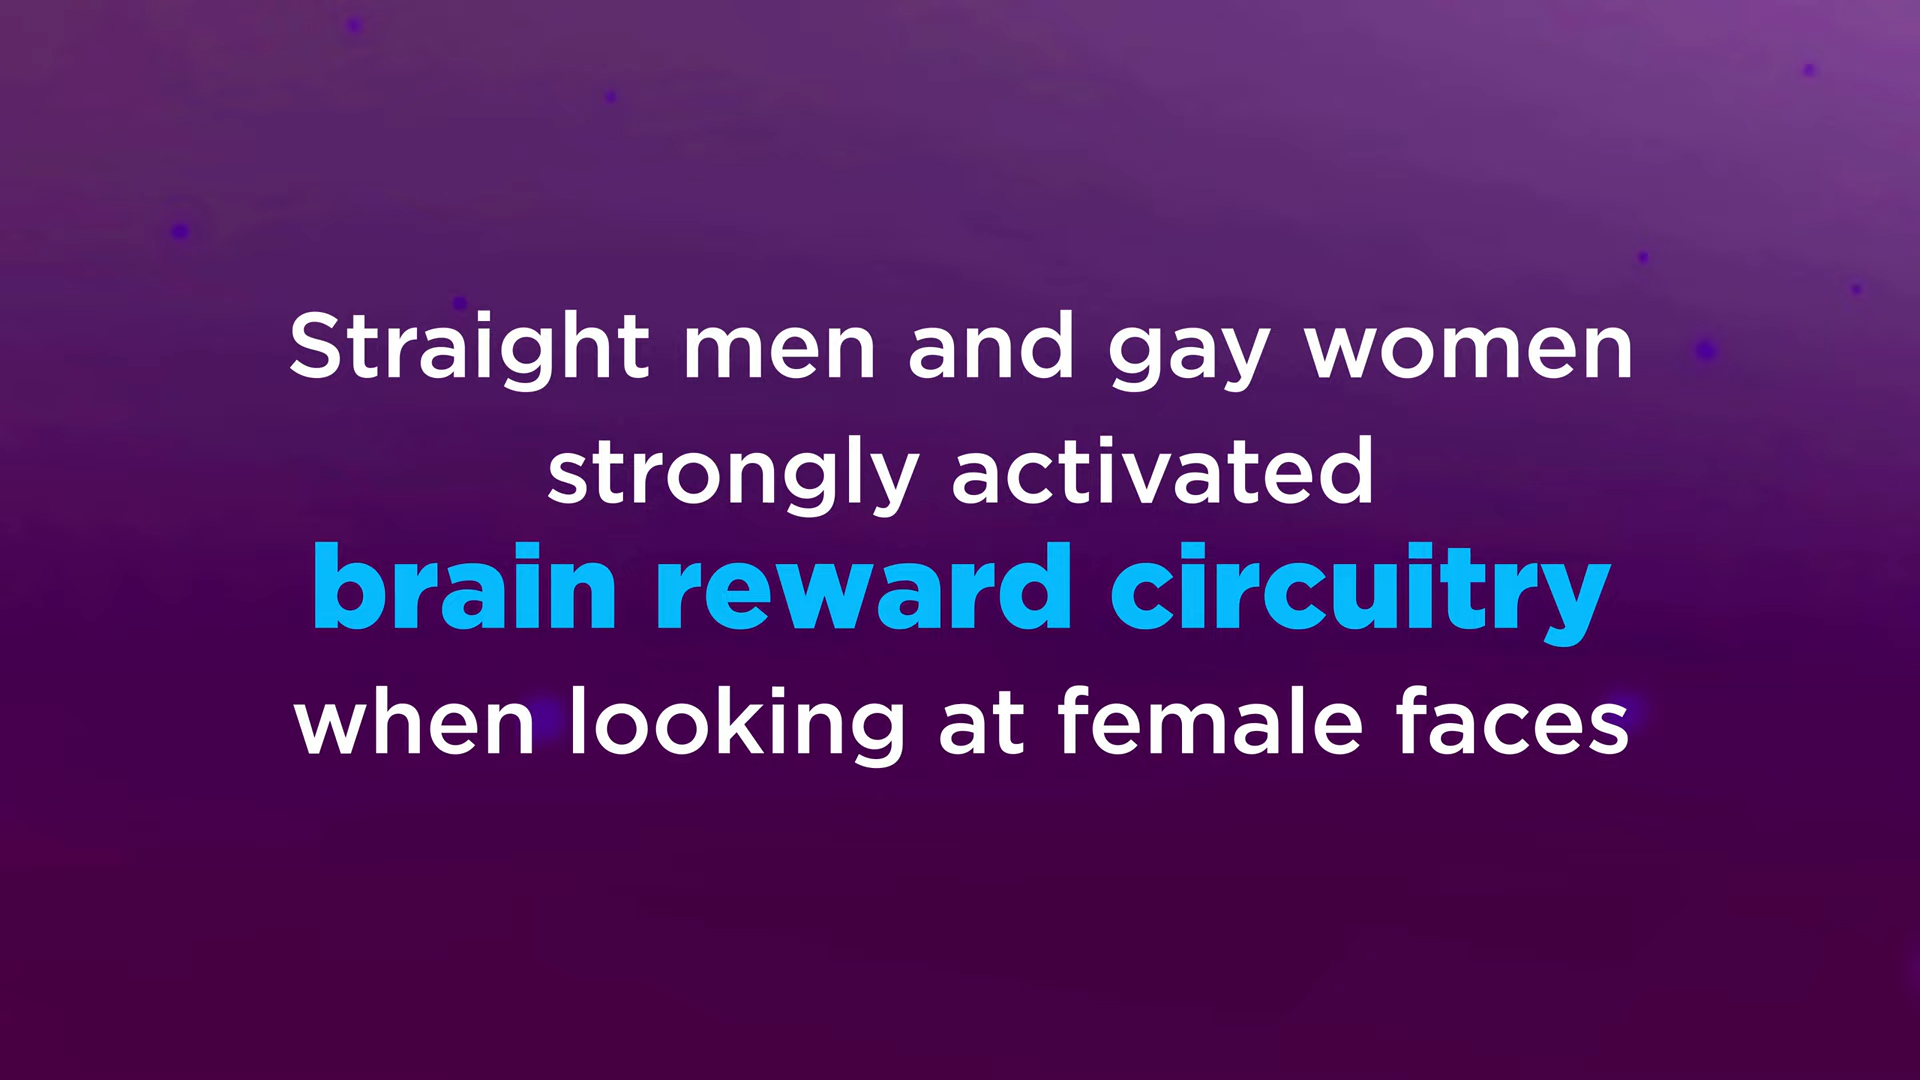 Straight men and gay women
strongly activated
brain reward circuitry
when looking at female faces